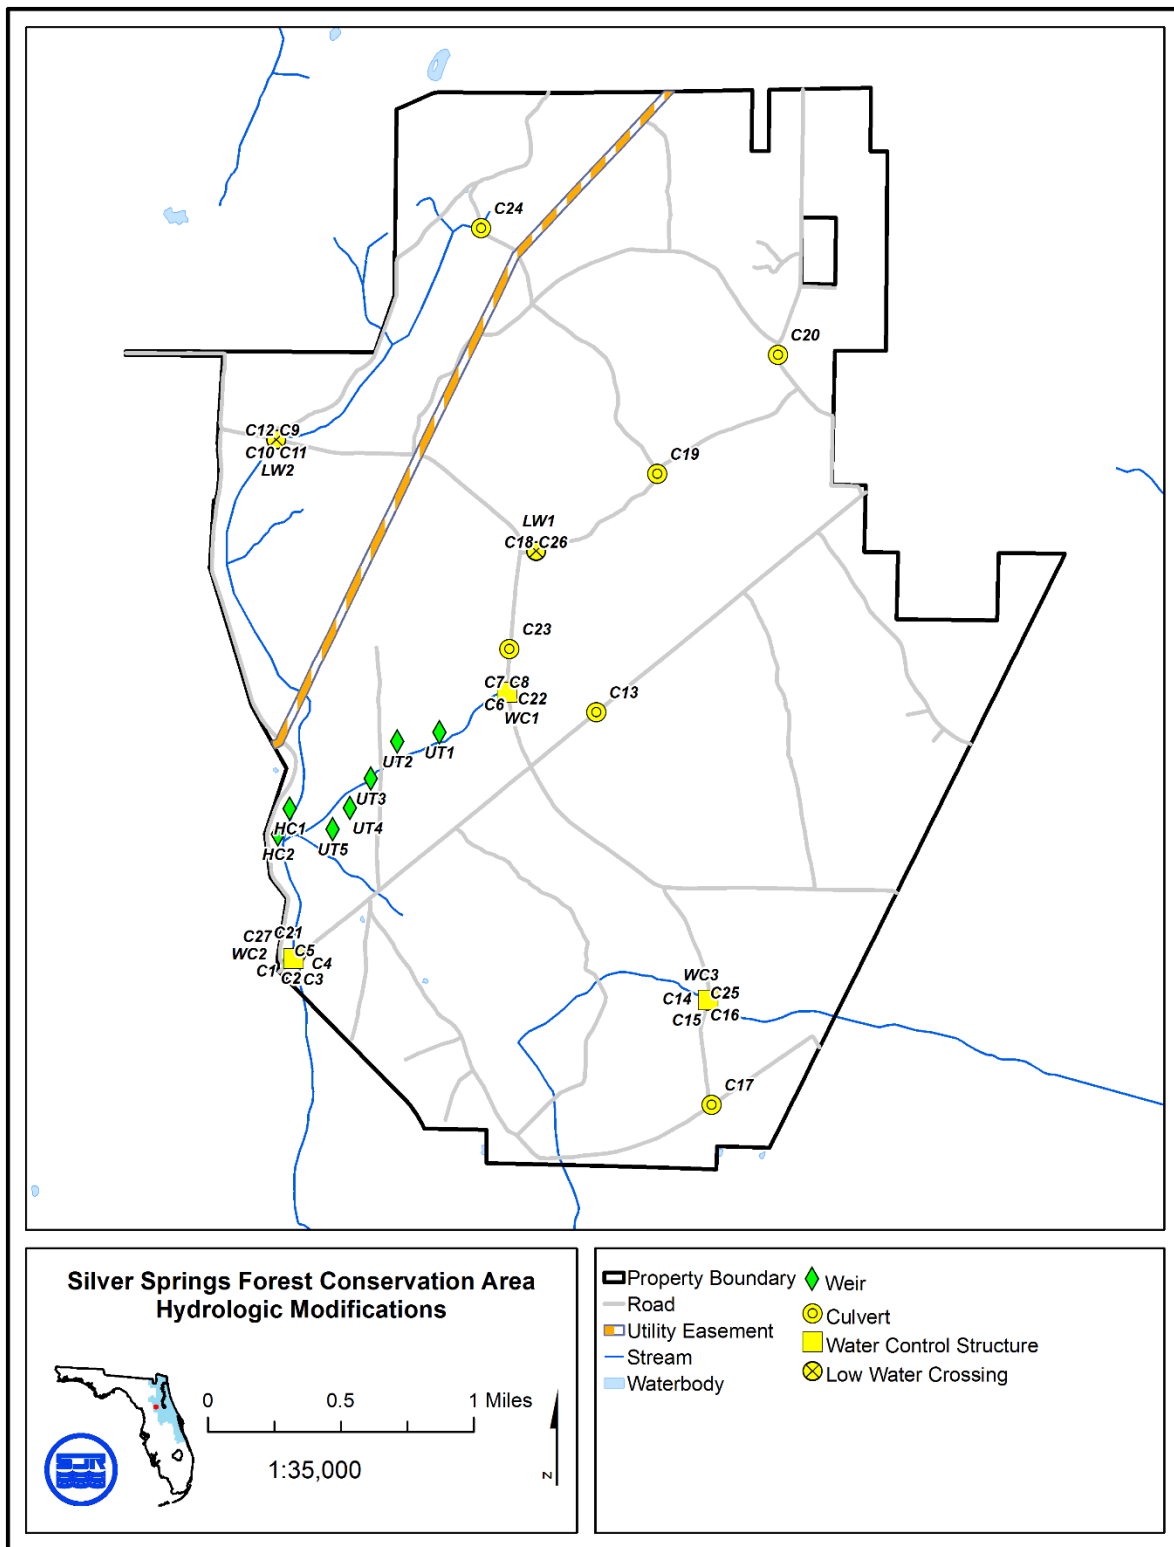 C24
C20
C12 C9
C10 C11
LW2
C19
LW1
C18 C26
C23
C7 C8
C6 C22
WC1
C13
UT1
UT2
UT3
UT4
UT5
HC1
HC2
C27 C21
WC2 C5
C1 C4
C2 C3
WC3
C14 C25
C15 C16
C17
Silver Springs Forest Conservation Area
Hydrologic Modifications
0 0.5 1 Miles
1:35,000
N
SJR
Property Boundary
Road
Utility Easement
Stream
Waterbody
Weir
Culvert
Water Control Structure
Low Water Crossing